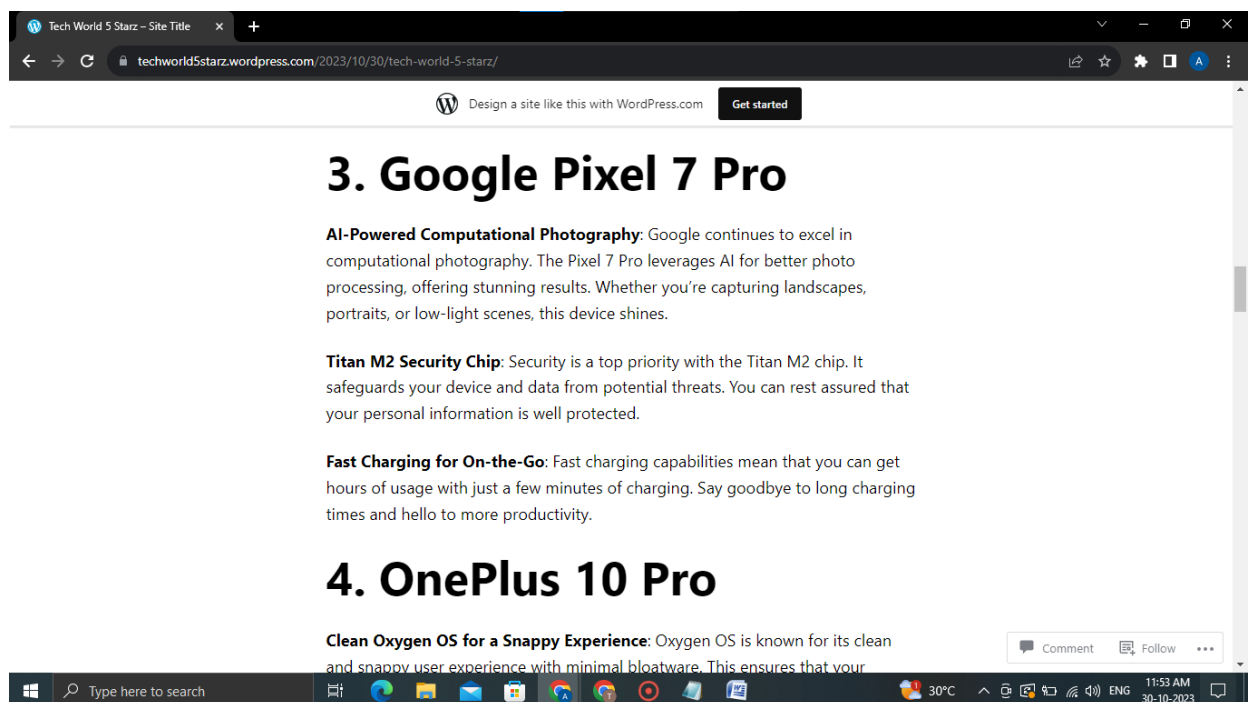 Tech World 5 Starz – Site Title
techworld5starz.wordpress.com/2023/10/30/tech-world-5-starz/
A
Design a site like this with WordPress.com
Get started
3. Google Pixel 7 Pro
AI-Powered Computational Photography: Google continues to excel in
computational photography. The Pixel 7 Pro leverages AI for better photo
processing, offering stunning results. Whether you’re capturing landscapes,
portraits, or low-light scenes, this device shines.
Titan M2 Security Chip: Security is a top priority with the Titan M2 chip. It
safeguards your device and data from potential threats. You can rest assured that
your personal information is well protected.
Fast Charging for On-the-Go: Fast charging capabilities mean that you can get
hours of usage with just a few minutes of charging. Say goodbye to long charging
times and hello to more productivity.
4. OnePlus 10 Pro
Clean Oxygen OS for a Snappy Experience: Oxygen OS is known for its clean
and snappy user experience with minimal bloatware. This ensures that your
Comment
Follow
Type here to search
30°C
ENG
11:53 AM
30-10-2023